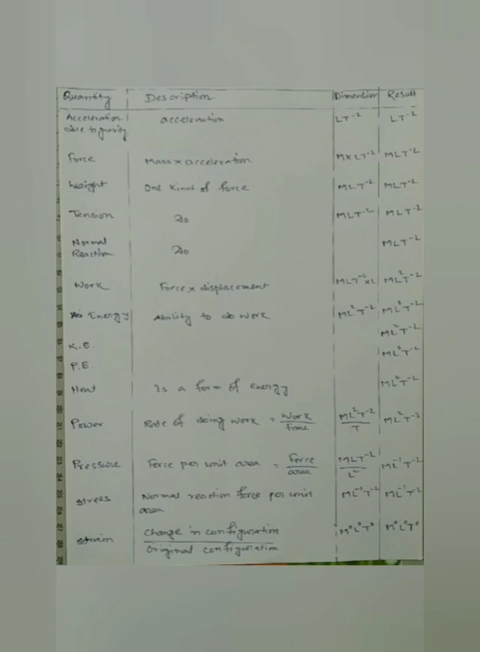 Quantity Description Dimension Result
Acceleration due to gravity acceleration LT⁻² LT⁻²
Force Mass x acceleration M x LT⁻² MLT⁻²
Weight One kind of force MLT⁻² MLT⁻²
Tension Do MLT⁻² MLT⁻²
Normal Reaction Do MLT⁻²
Work Force x displacement MLT⁻² x L ML²T⁻²
Energy Ability to do work ML²T⁻² ML²T⁻²
K.E. ML²T⁻²
P.E. ML²T⁻²
Heat Is a form of energy ML²T⁻²
Power Rate of doing work = Work/ ML²T⁻²/T
Pressure Force per unit area = Force/area MLT⁻²/L² ML⁻¹T⁻²
stress Normal reaction force per unit area ML⁻¹T⁻² ML⁻¹T⁻²
strain Change in configuration/Original configuration M⁰L⁰T⁰ M⁰L⁰T⁰